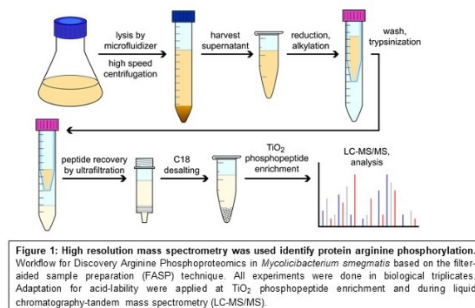 lysis by
microfluidizer
high speed
centrifugation
harvest
supernatant
reduction,
alkylation
wash,
trypsinization
peptide recovery
by ultrafiltration
C18
desalting
TiO2
phosphopeptide
enrichment
LC-MS/MS,
analysis
Figure 1: High resolution mass spectrometry was used identify protein arginine phosphorylation.
Workflow for Discovery Arginine Phosphoproteomics in Mycolicibacterium smegmatis based on the filter-
aided sample preparation (FASP) technique. All experiments were done in biological triplicates.
Adaptation for acid-lability were applied at TiO2 phosphopeptide enrichment and during liquid
chromatography-tandem mass spectrometry (LC-MS/MS).